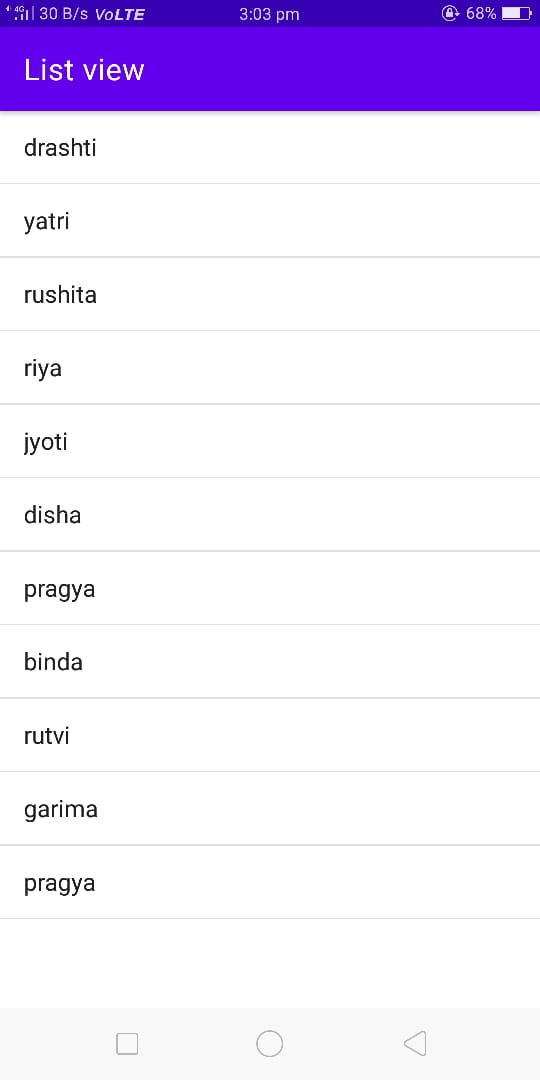 4G 30 B/s VoLTE 3:03 pm 68%
List view
drashti
yatri
rushita
riya
jyoti
disha
pragya
binda
rutvi
garima
pragya